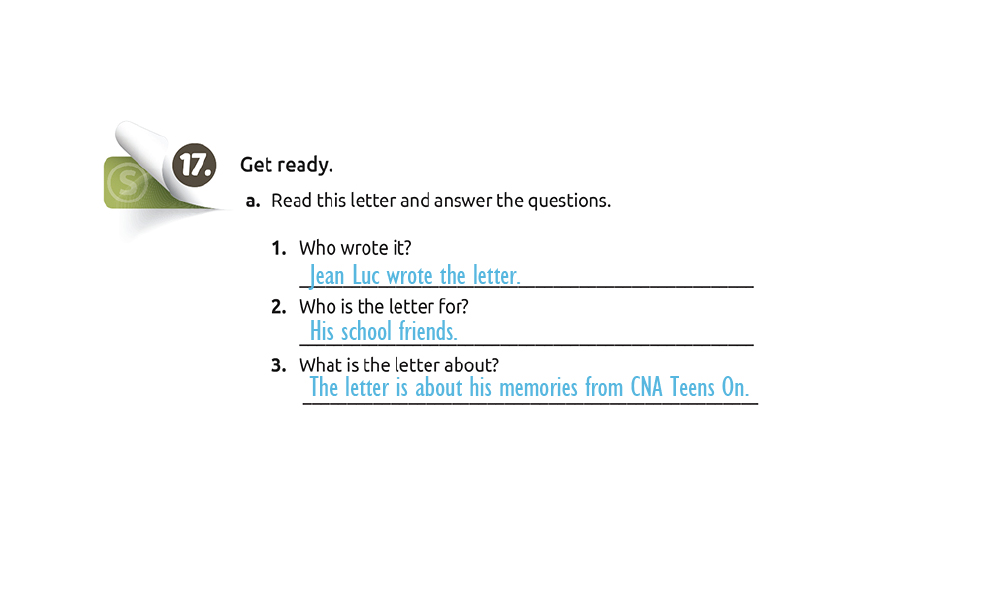 17. Get ready.
S
a. Read this letter and answer the questions.
1. Who wrote it?
Jean Luc wrote the letter.
2. Who is the letter for?
His school friends.
3. What is the letter about?
The letter is about his memories from CNA Teens On.